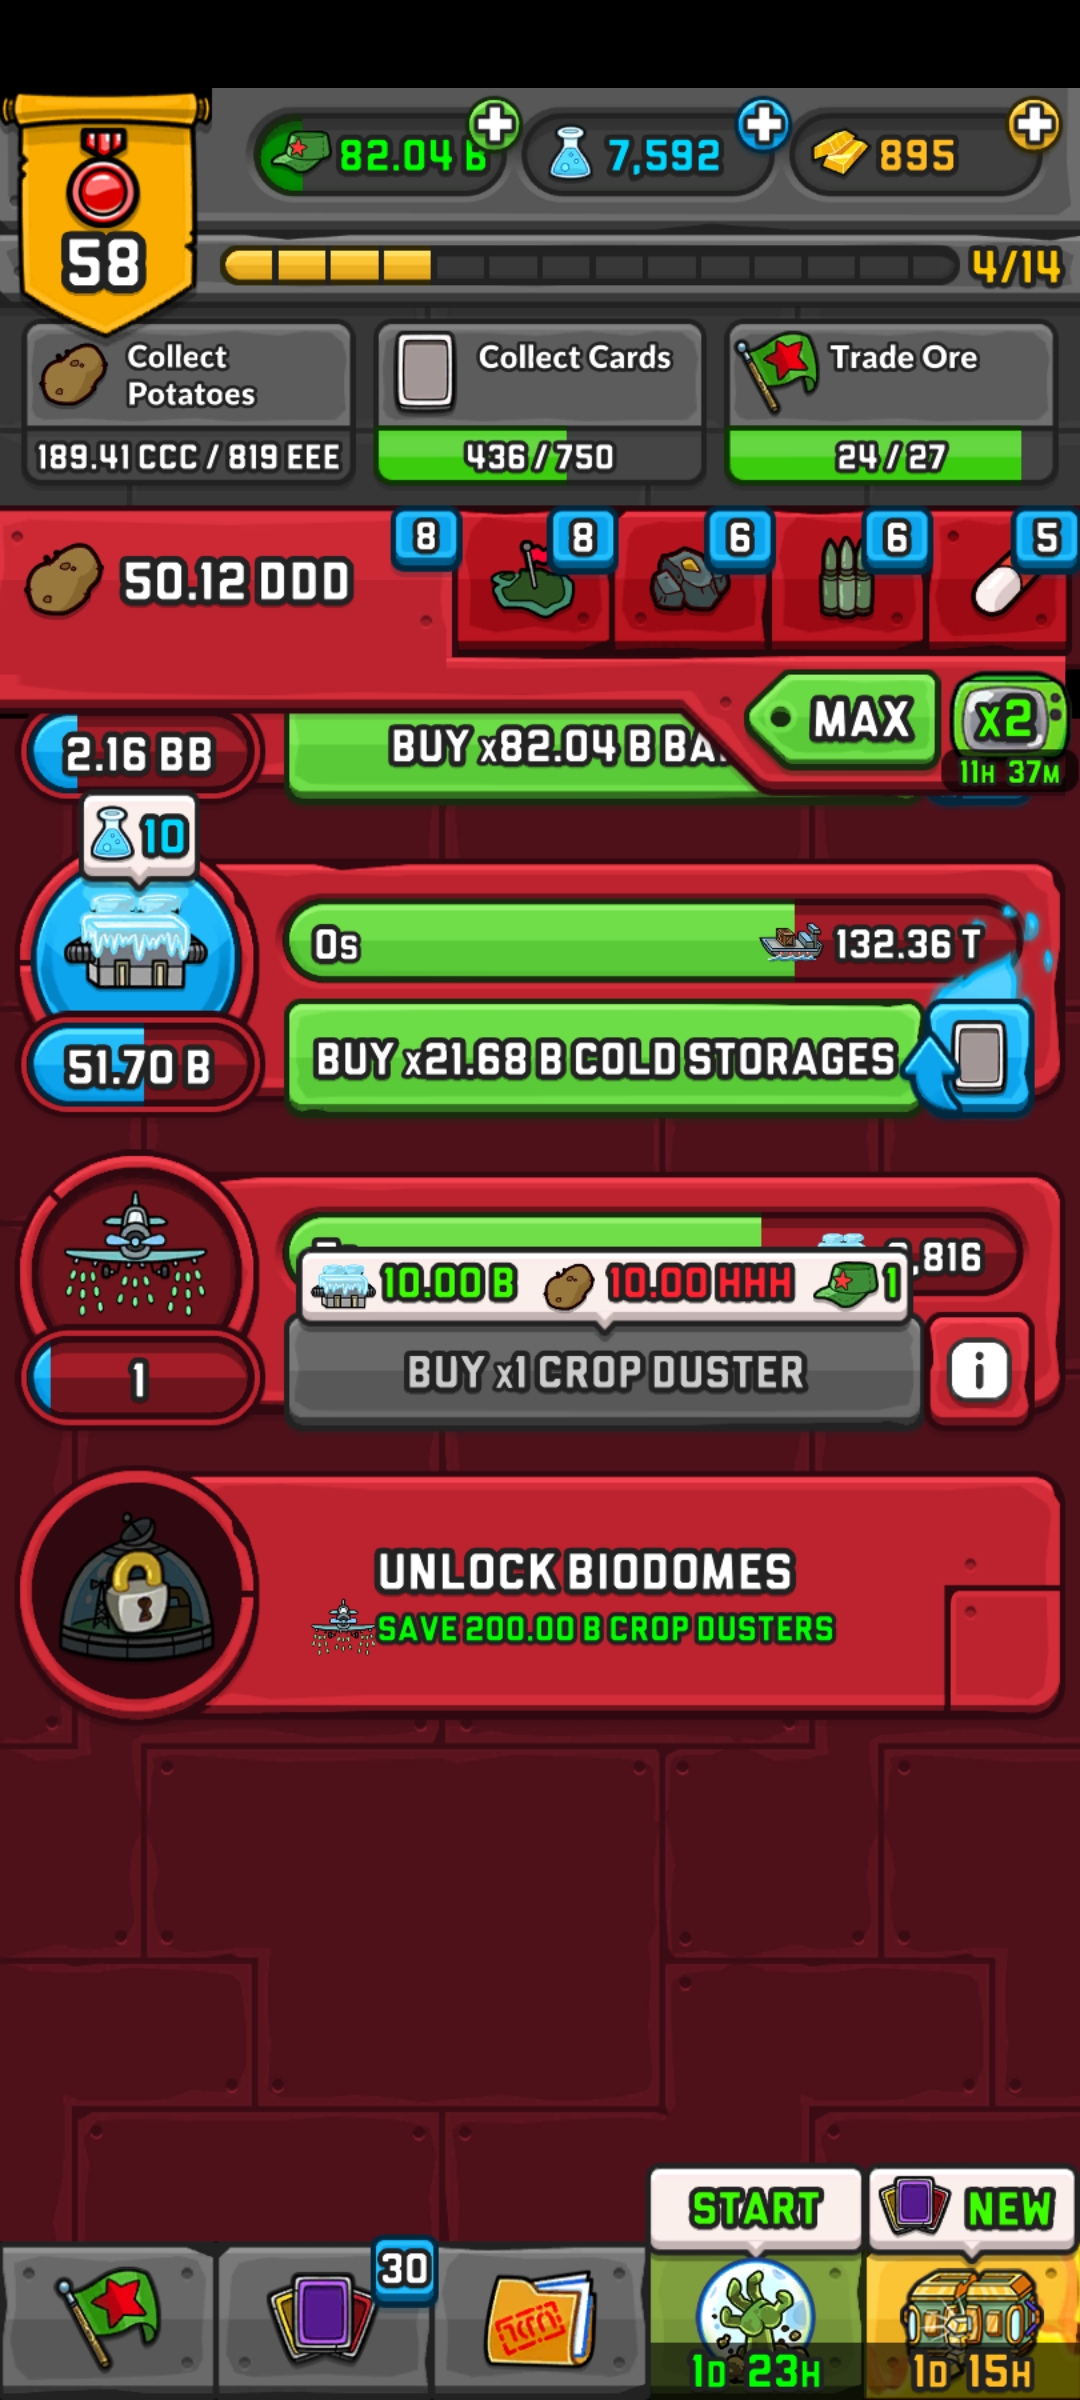 82.04 B
7,592
895
58
4/14
Collect
Potatoes
189.41 CCC / 819 EEE
Collect Cards
436 / 750
Trade Ore
24 / 27
50.12 DDD
8
8
6
6
5
MAX
x2
11H 37M
2.16 BB
BUY x82.04 B
10
0s
132.36 T
51.70 B
BUY x21.68 B COLD STORAGES
,816
10.00 B
10.00 HHH
1
1
BUY x1 CROP DUSTER
i
UNLOCK BIODOMES
SAVE 200.00 B CROP DUSTERS
START
NEW
30
1D 23H
1D 15H